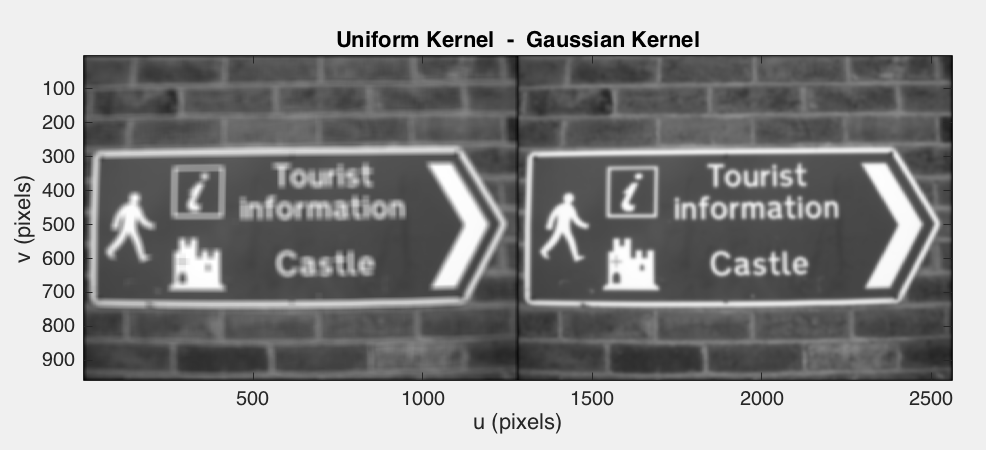 Uniform Kernel - Gaussian Kernel
100
200
300
400
500
600
700
800
900
v (pixels)
i
Tourist
information
Castle
i
Tourist
information
Castle
500
1000
1500
2000
2500
u (pixels)